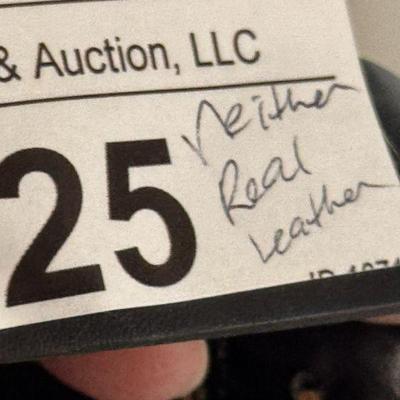 & Auction, LLC
25
Neither
Real
Leather